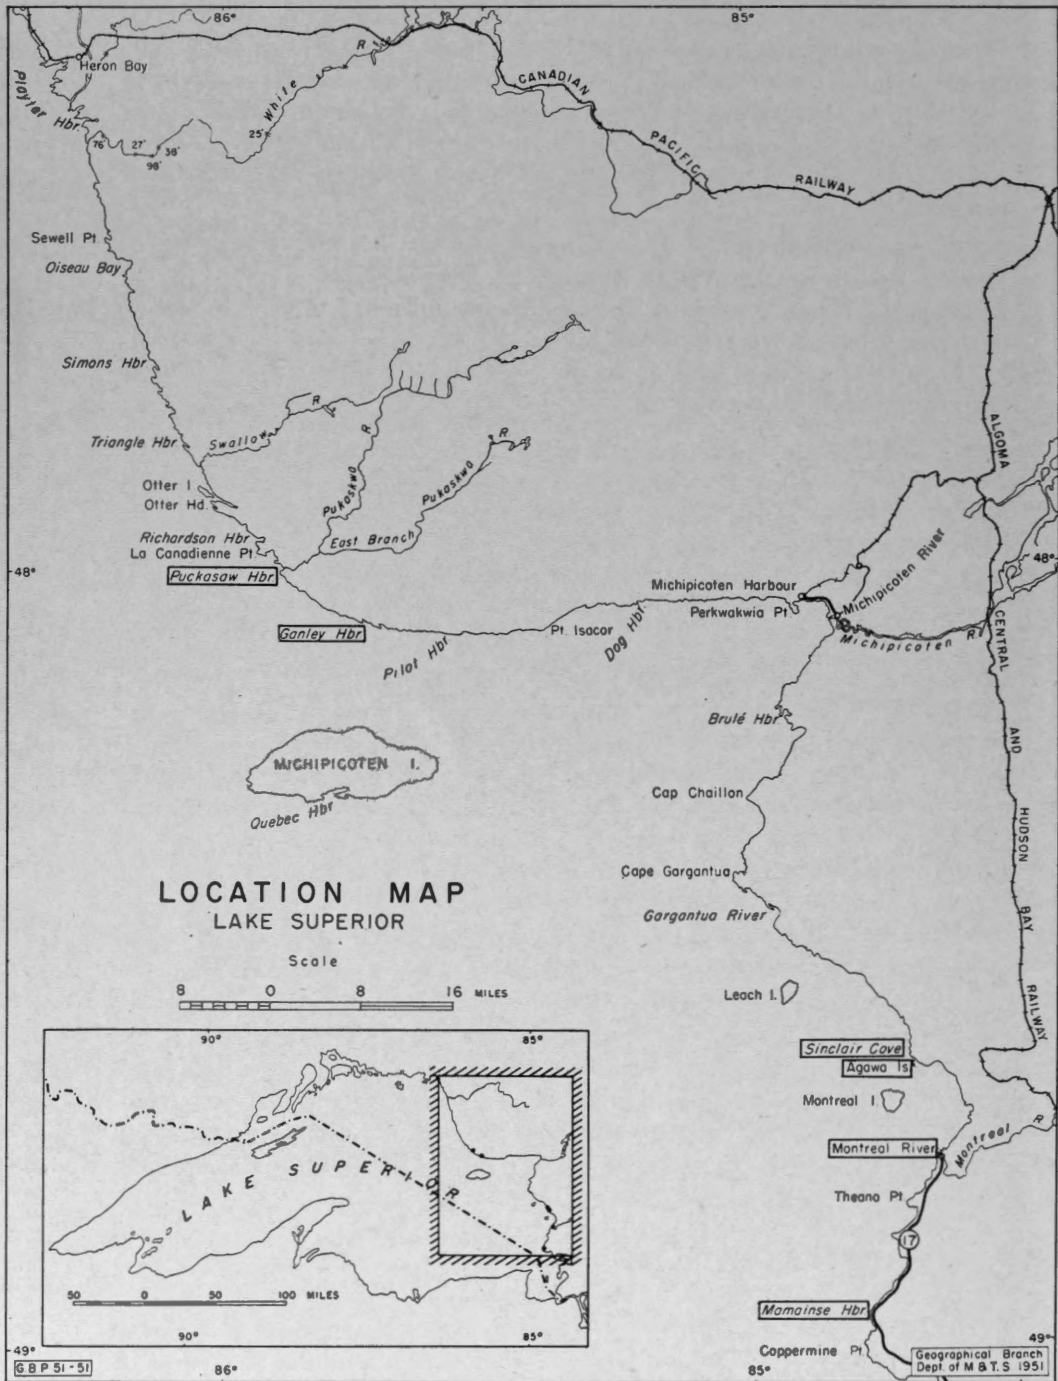 86° 85°
Heron Bay
Playter Hbr.
White R
25'
76' 27' 38'
98'
CANADIAN PACIFIC RAILWAY
Sewell Pt.
Oiseau Bay
Simons Hbr
Triangle Hbr
Swallow R
Otter I
Otter Hd.
Pukaskwa R
Pukaskwa R
East Branch
Richardson Hbr
La Canadienne Pt
48°
Puckasaw Hbr
48°
ALGOMA CENTRAL AND HUDSON BAY RAILWAY
Michipicoten Harbour
Michipicoten River
Perkwakwia Pt.
Michipicoten R.
Ganley Hbr
Pilot Hbr
Pt. Isacor
Dog Hbr
Brulé Hbr
MICHIPICOTEN I.
Quebec Hbr
Cap Chaillon
Cape Gargantua
Gargantua River
LOCATION MAP
LAKE SUPERIOR
Scale
8 0 8 16 MILES
Leach I.
Sinclair Cove
Agawa Is
Montreal I.
Montreal R
Montreal River
Theano Pt
17
Mamainse Hbr
Coppermine Pt.
90° 85°
LAKE SUPERIOR
50 0 50 100 MILES
90° 85°
49° 49°
G B P 51-51
86° 85°
Geographical Branch
Dept. of M & T. S 1951